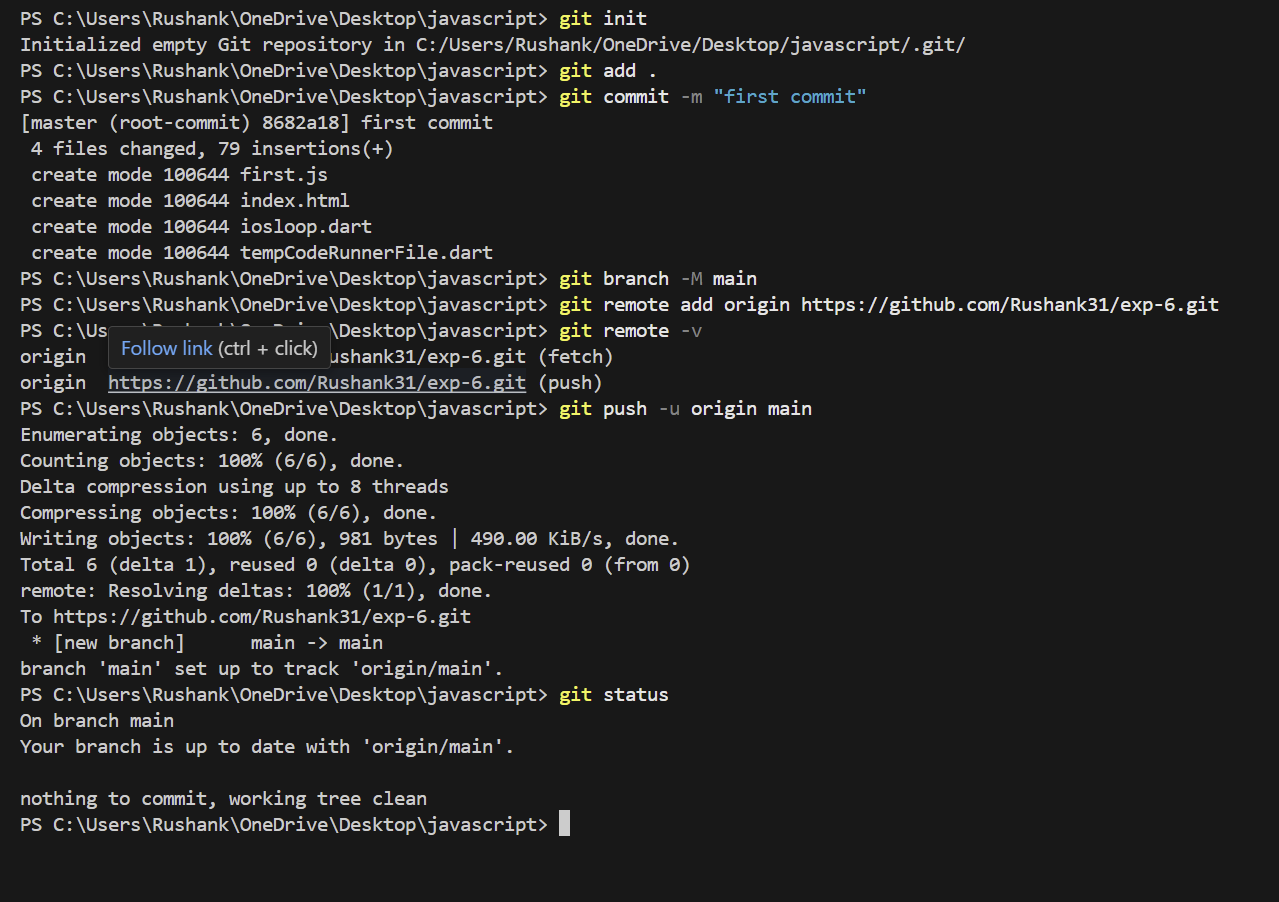 PS C:\Users\Rushank\OneDrive\Desktop\javascript> git init
Initialized empty Git repository in C:/Users/Rushank/OneDrive/Desktop/javascript/.git/
PS C:\Users\Rushank\OneDrive\Desktop\javascript> git add .
PS C:\Users\Rushank\OneDrive\Desktop\javascript> git commit -m "first commit"
[master (root-commit) 8682a18] first commit
 4 files changed, 79 insertions(+)
 create mode 100644 first.js
 create mode 100644 index.html
 create mode 100644 iosloop.dart
 create mode 100644 tempCodeRunnerFile.dart
PS C:\Users\Rushank\OneDrive\Desktop\javascript> git branch -M main
PS C:\Users\Rushank\OneDrive\Desktop\javascript> git remote add origin https://github.com/Rushank31/exp-6.git
PS C:\Users\Rushank\OneDrive\Desktop\javascript> git remote -v
Follow link (ctrl + click)
origin ushank31/exp-6.git (fetch)
origin  https://github.com/Rushank31/exp-6.git (push)
PS C:\Users\Rushank\OneDrive\Desktop\javascript> git push -u origin main
Enumerating objects: 6, done.
Counting objects: 100% (6/6), done.
Delta compression using up to 8 threads
Compressing objects: 100% (6/6), done.
Writing objects: 100% (6/6), 981 bytes | 490.00 KiB/s, done.
Total 6 (delta 1), reused 0 (delta 0), pack-reused 0 (from 0)
remote: Resolving deltas: 100% (1/1), done.
To https://github.com/Rushank31/exp-6.git
 * [new branch]      main -> main
branch 'main' set up to track 'origin/main'.
PS C:\Users\Rushank\OneDrive\Desktop\javascript> git status
On branch main
Your branch is up to date with 'origin/main'.

nothing to commit, working tree clean
PS C:\Users\Rushank\OneDrive\Desktop\javascript>